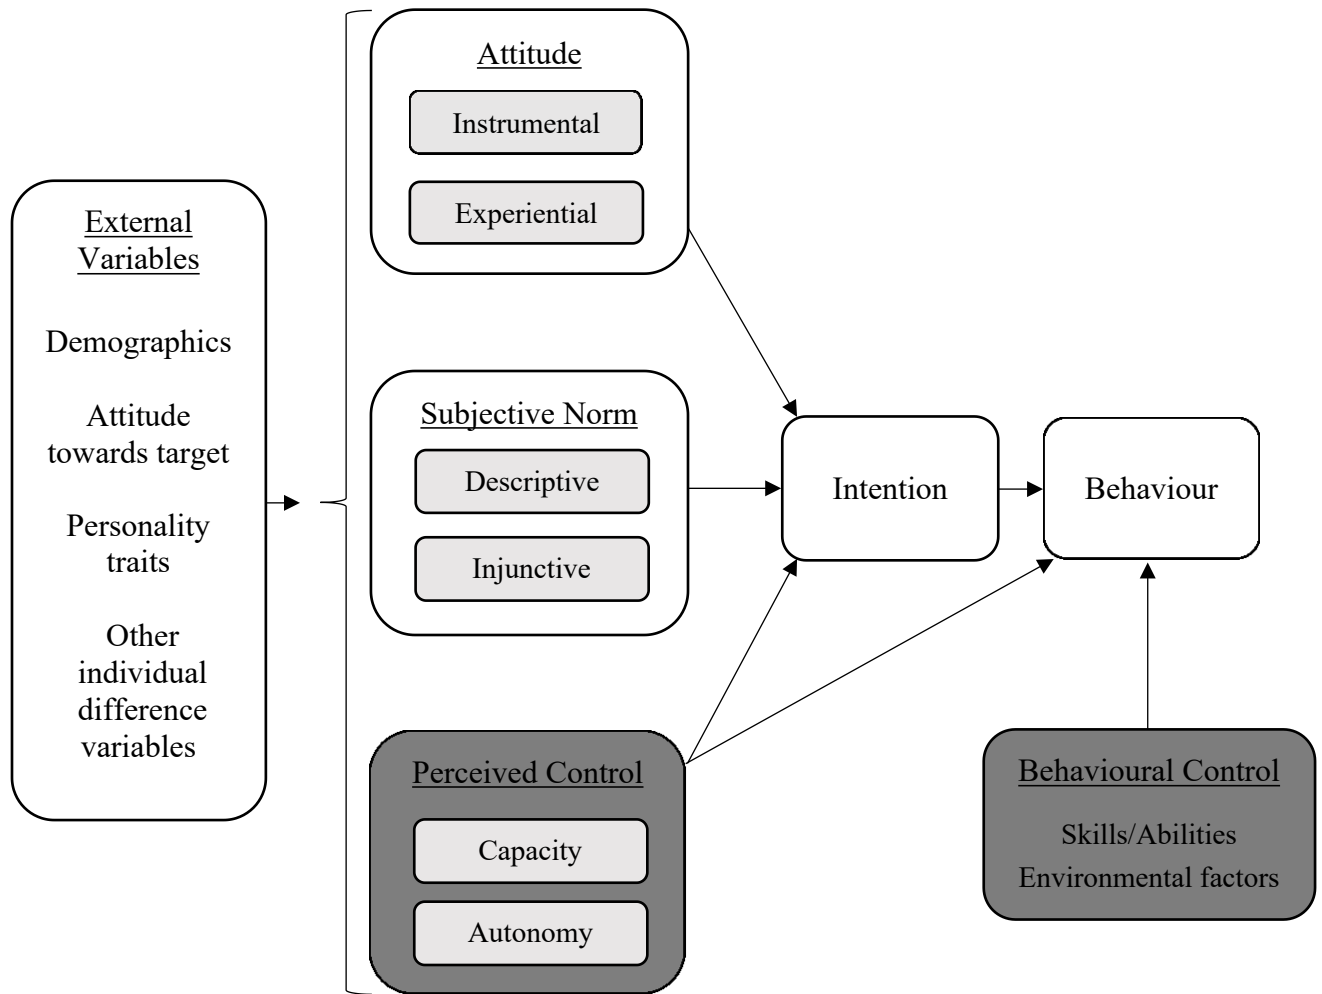 External
Variables
Demographics
Attitude
towards target
Personality
traits
Other
individual
difference
variables
Attitude
Instrumental
Experiential
Subjective Norm
Descriptive
Injunctive
Perceived Control
Capacity
Autonomy
Intention
Behaviour
Behavioural Control
Skills/Abilities
Environmental factors